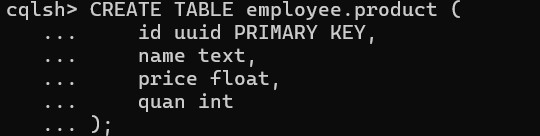 cqlsh> CREATE TABLE employee.product (
   ...     id uuid PRIMARY KEY,
   ...     name text,
   ...     price float,
   ...     quan int
   ... );